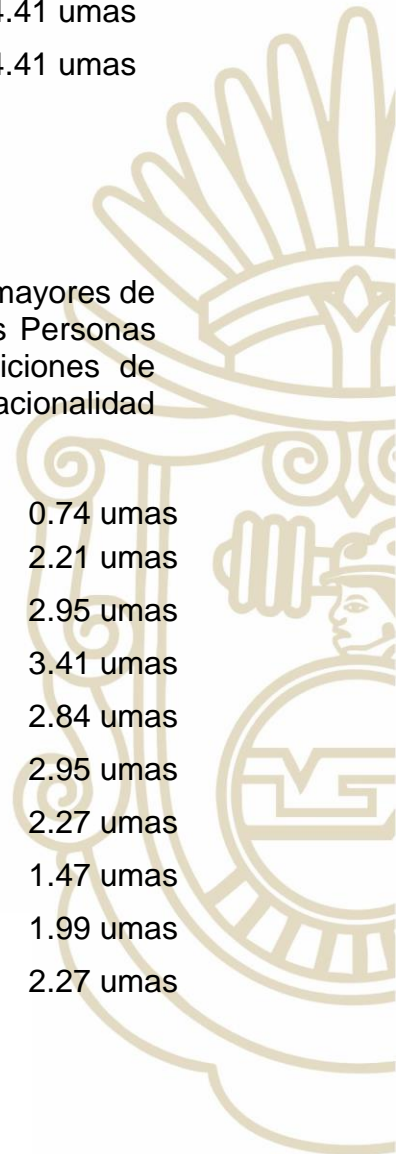 4.41 umas
4.41 umas
mayores de
s Personas
iciones de
acionalidad
0.74 umas
2.21 umas
2.95 umas
3.41 umas
2.84 umas
2.95 umas
2.27 umas
1.47 umas
1.99 umas
2.27 umas